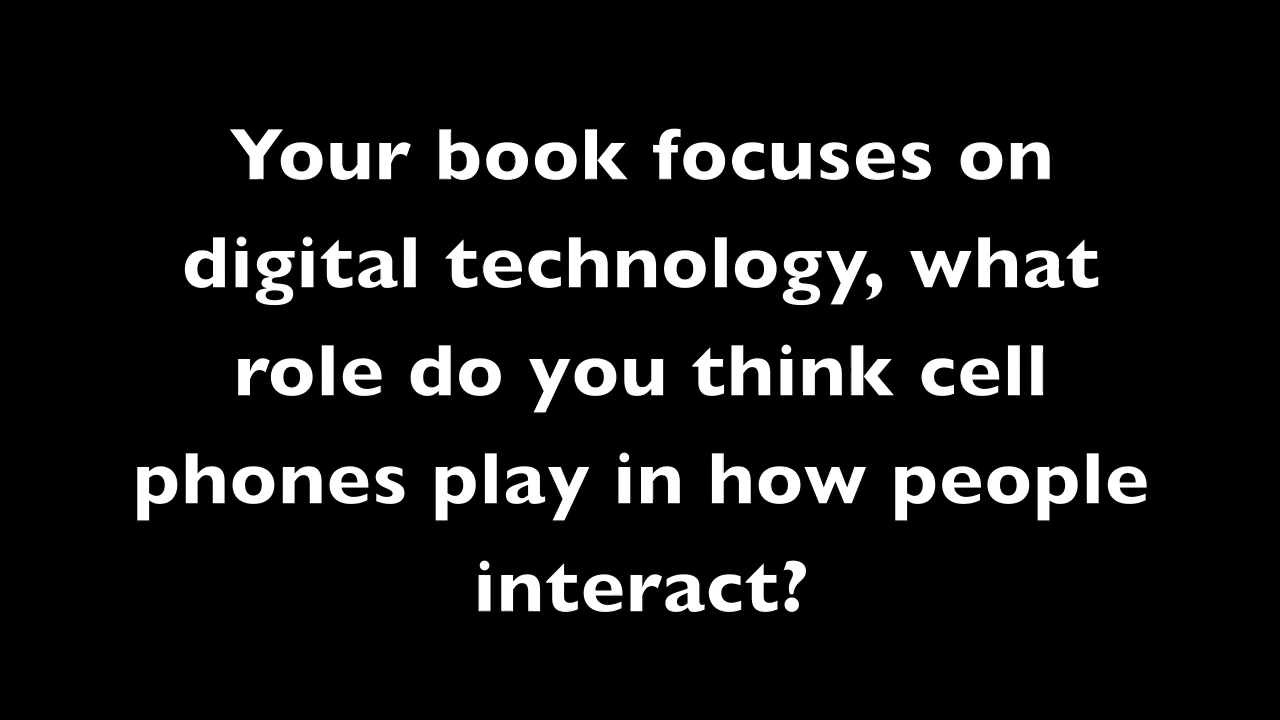 Your book focuses on
digital technology, what
role do you think cell
phones play in how people
interact?